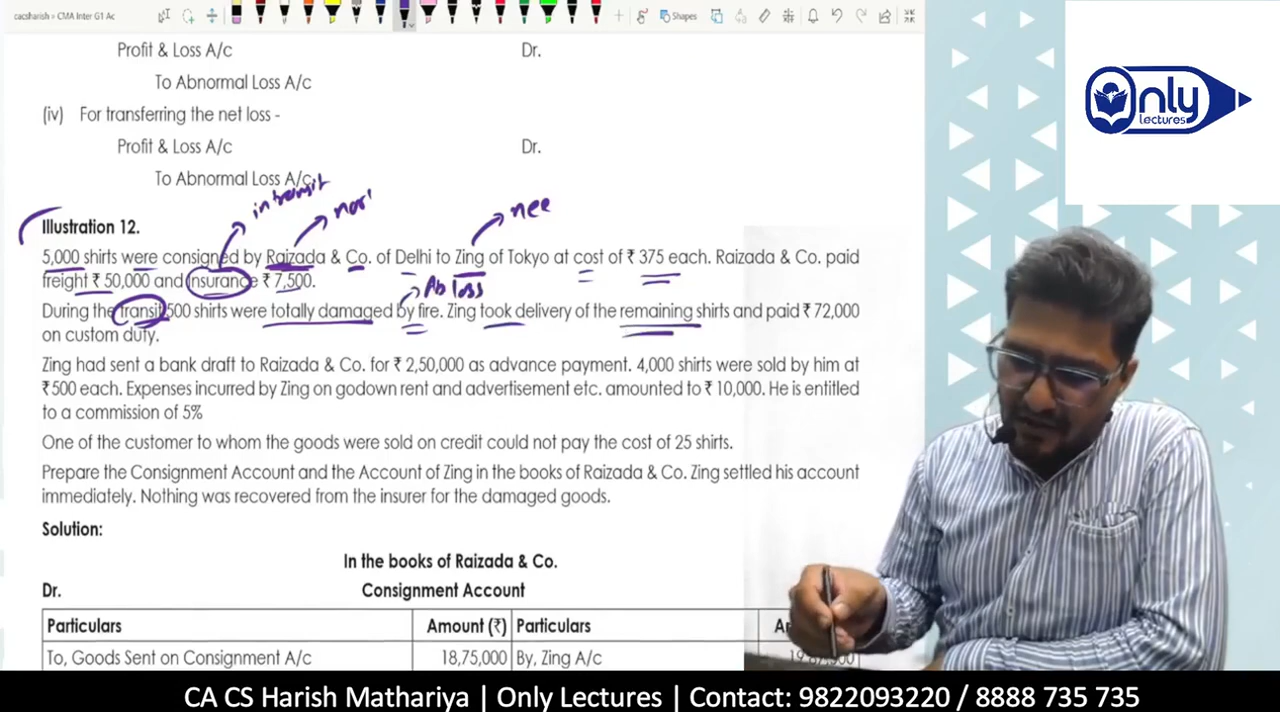 cacsharish > CMA Inter G1 Ac
Shapes
Profit & Loss A/c Dr.
To Abnormal Loss A/c
(iv) For transferring the net loss -
Profit & Loss A/c Dr.
To Abnormal Loss A/c
in transit
nor
nee
Illustration 12.
5,000 shirts were consigned by Raizada & Co. of Delhi to Zing of Tokyo at cost of ₹ 375 each. Raizada & Co. paid
freight ₹ 50,000 and Insurance ₹ 7,500.
Ab loss
During the transit 500 shirts were totally damaged by fire. Zing took delivery of the remaining shirts and paid ₹ 72,000
on custom duty.
Zing had sent a bank draft to Raizada & Co. for ₹ 2,50,000 as advance payment. 4,000 shirts were sold by him at
₹ 500 each. Expenses incurred by Zing on godown rent and advertisement etc. amounted to ₹ 10,000. He is entitled
to a commission of 5%
One of the customer to whom the goods were sold on credit could not pay the cost of 25 shirts.
Prepare the Consignment Account and the Account of Zing in the books of Raizada & Co. Zing settled his account
immediately. Nothing was recovered from the insurer for the damaged goods.
Solution:
In the books of Raizada & Co.
Dr. Consignment Account
Particulars Amount (₹) Particulars
To, Goods Sent on Consignment A/c 18,75,000 By, Zing A/c
Only
Lectures
CA CS Harish Mathariya | Only Lectures | Contact: 9822093220 / 8888 735 735